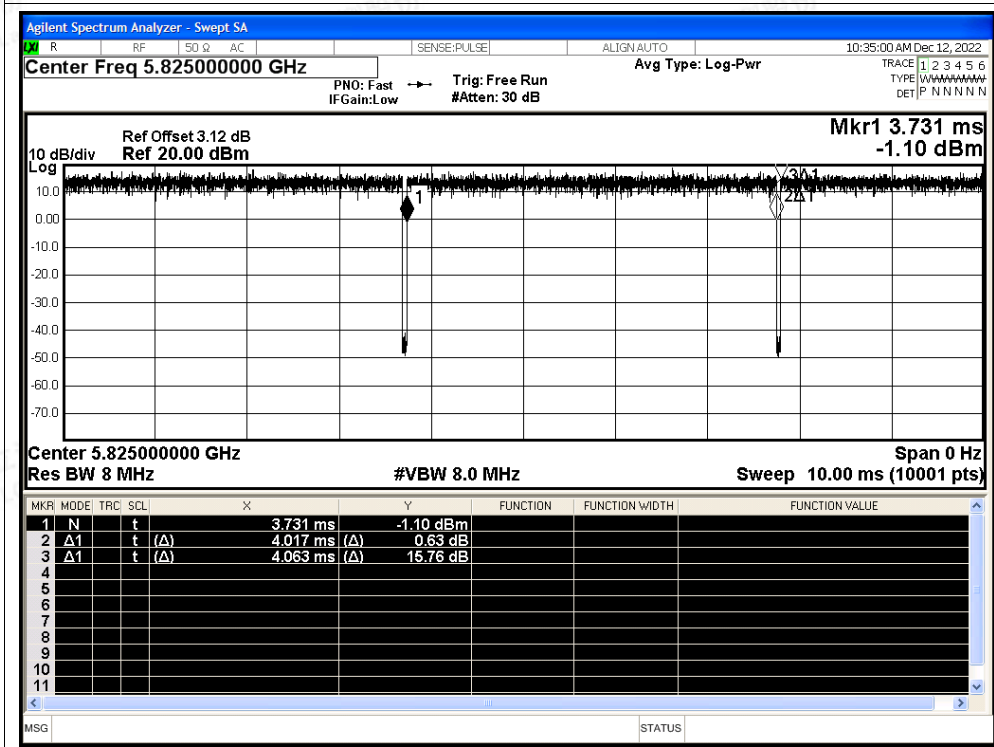 Agilent Spectrum Analyzer - Swept SA
LXI R RF 50 Ω AC SENSE:PULSE ALIGN AUTO 10:35:00 AM Dec 12, 2022
Center Freq 5.825000000 GHz
PNO: Fast
IFGain:Low
Trig: Free Run
#Atten: 30 dB
Avg Type: Log-Pwr
TRACE 1 2 3 4 5 6
TYPE WWWWWW
DET P N N N N N
Mkr1 3.731 ms
-1.10 dBm
Ref Offset 3.12 dB
10 dB/div Ref 20.00 dBm
Log
10.0
0.00
-10.0
-20.0
-30.0
-40.0
-50.0
-60.0
-70.0
1
3Δ1
2Δ1
Center 5.825000000 GHz Span 0 Hz
Res BW 8 MHz #VBW 8.0 MHz Sweep 10.00 ms (10001 pts)
MKR MODE TRC SCL X Y FUNCTION FUNCTION WIDTH FUNCTION VALUE
1 N t 3.731 ms -1.10 dBm
2 Δ1 t (Δ) 4.017 ms (Δ) 0.63 dB
3 Δ1 t (Δ) 4.063 ms (Δ) 15.76 dB
4
5
6
7
8
9
10
11
MSG STATUS